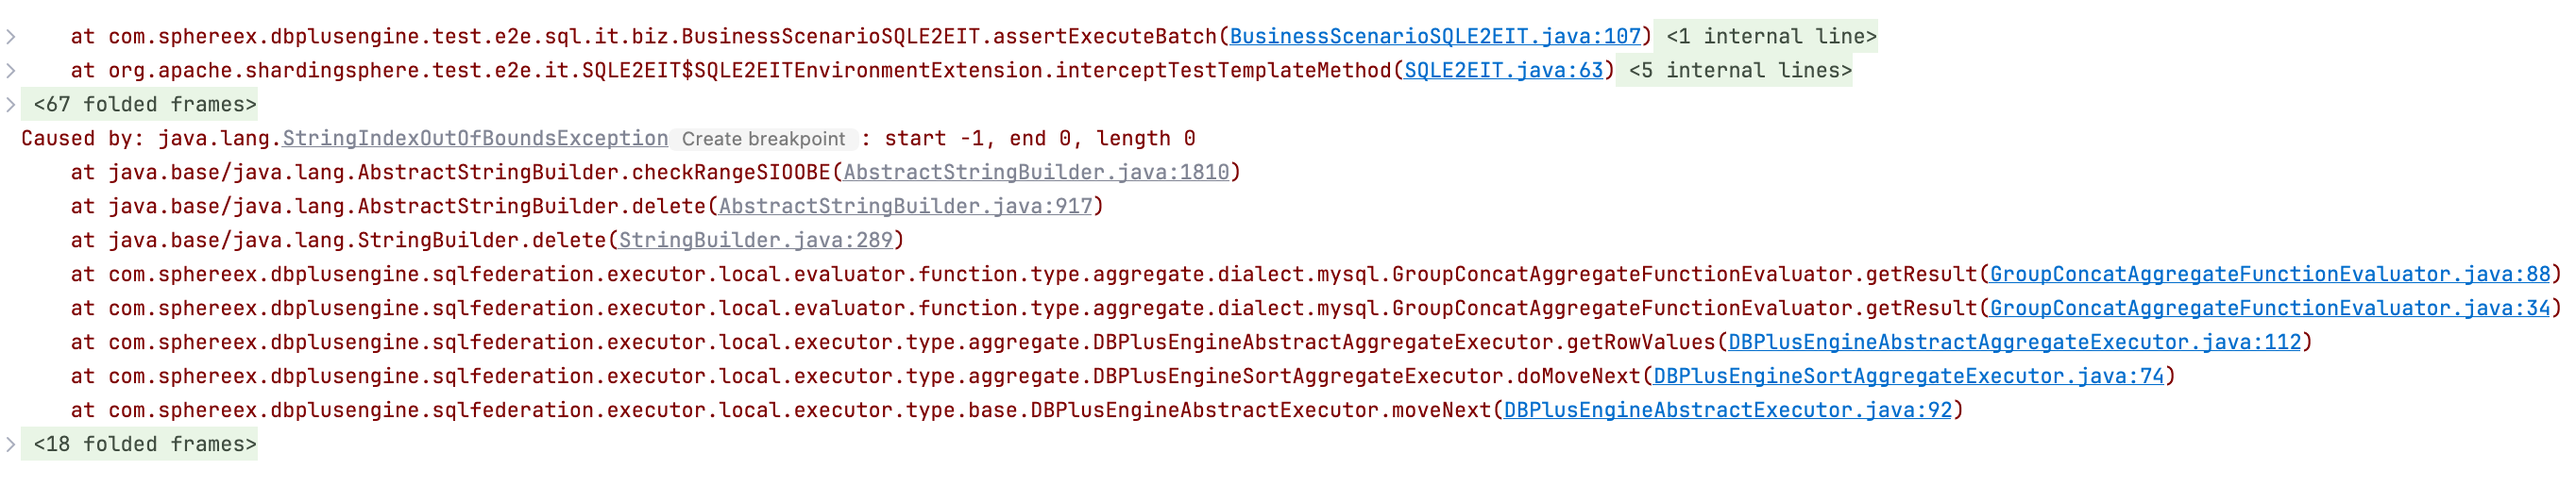 at com.sphereex.dbplusengine.test.e2e.sql.it.biz.BusinessScenarioSQLE2EIT.assertExecuteBatch(BusinessScenarioSQLE2EIT.java:107) <1 internal line>
at org.apache.shardingsphere.test.e2e.it.SQLE2EIT$SQLE2EITEnvironmentExtension.interceptTestTemplateMethod(SQLE2EIT.java:63) <5 internal lines>
<67 folded frames>
Caused by: java.lang.StringIndexOutOfBoundsException Create breakpoint : start -1, end 0, length 0
at java.base/java.lang.AbstractStringBuilder.checkRangeSIOOBE(AbstractStringBuilder.java:1810)
at java.base/java.lang.AbstractStringBuilder.delete(AbstractStringBuilder.java:917)
at java.base/java.lang.StringBuilder.delete(StringBuilder.java:289)
at com.sphereex.dbplusengine.sqlfederation.executor.local.evaluator.function.type.aggregate.dialect.mysql.GroupConcatAggregateFunctionEvaluator.getResult(GroupConcatAggregateFunctionEvaluator.java:88)
at com.sphereex.dbplusengine.sqlfederation.executor.local.evaluator.function.type.aggregate.dialect.mysql.GroupConcatAggregateFunctionEvaluator.getResult(GroupConcatAggregateFunctionEvaluator.java:34)
at com.sphereex.dbplusengine.sqlfederation.executor.local.executor.type.aggregate.DBPlusEngineAbstractAggregateExecutor.getRowValues(DBPlusEngineAbstractAggregateExecutor.java:112)
at com.sphereex.dbplusengine.sqlfederation.executor.local.executor.type.aggregate.DBPlusEngineSortAggregateExecutor.doMoveNext(DBPlusEngineSortAggregateExecutor.java:74)
at com.sphereex.dbplusengine.sqlfederation.executor.local.executor.type.base.DBPlusEngineAbstractExecutor.moveNext(DBPlusEngineAbstractExecutor.java:92)
<18 folded frames>